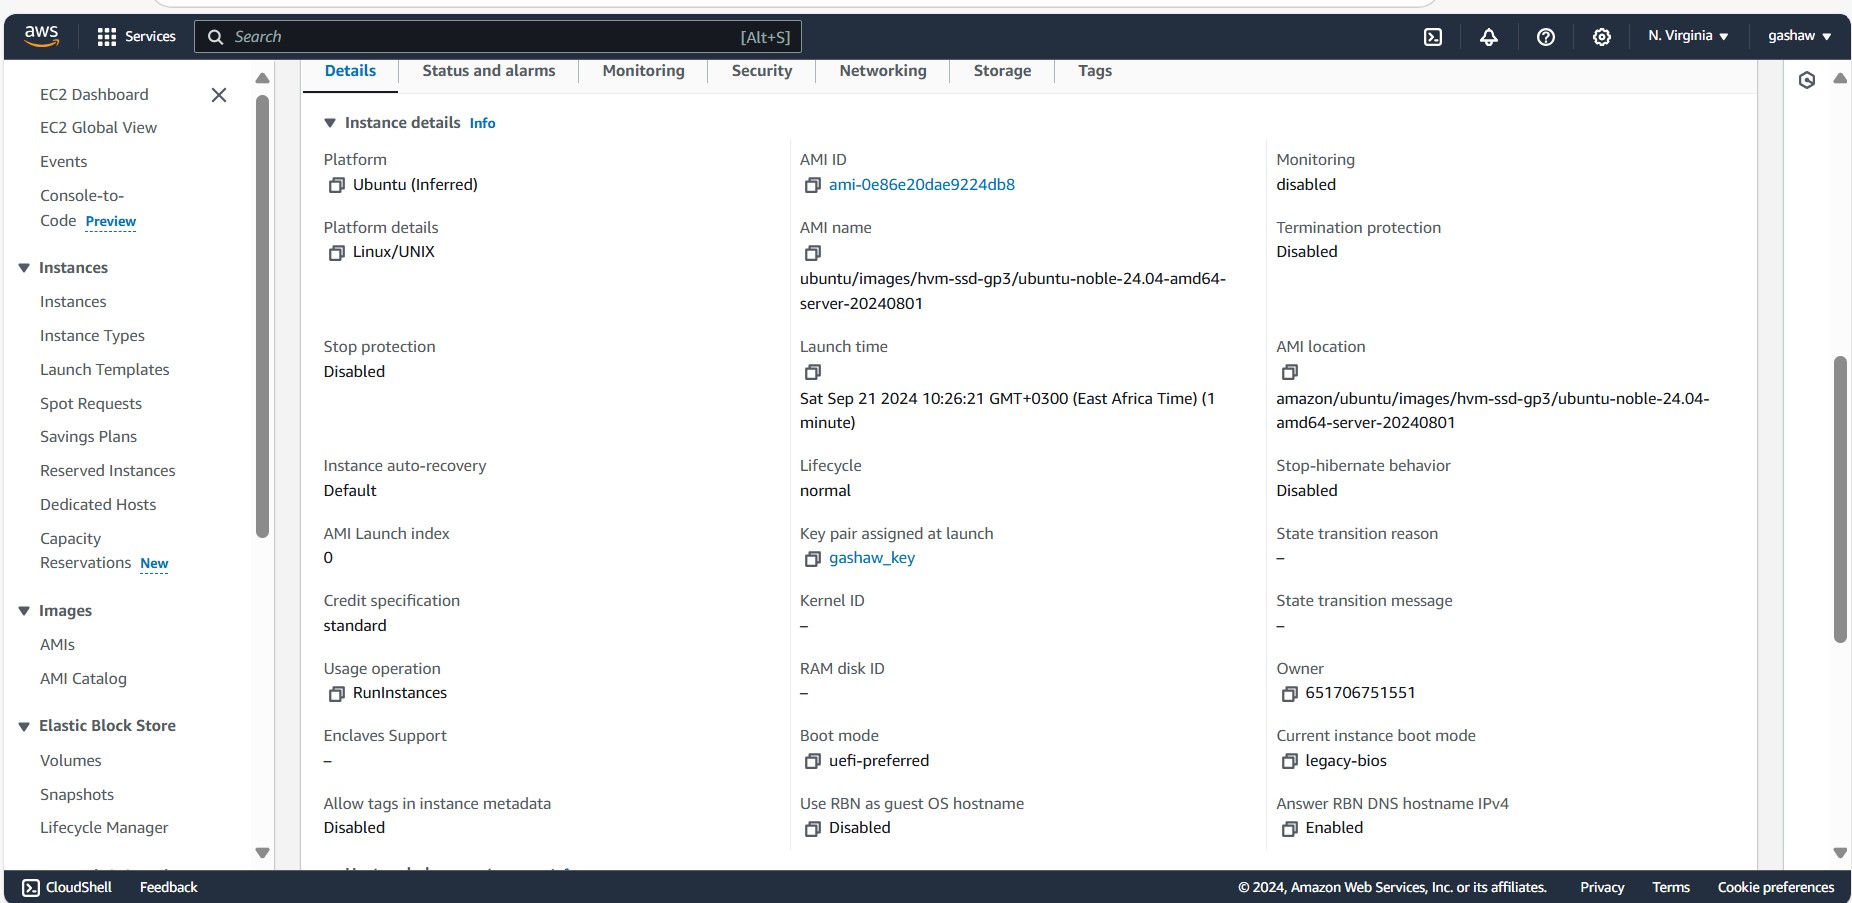 aws
Services
Search
[Alt+S]
N. Virginia
gashaw
EC2 Dashboard
EC2 Global View
Events
Console-to-
Code Preview
Instances
Instances
Instance Types
Launch Templates
Spot Requests
Savings Plans
Reserved Instances
Dedicated Hosts
Capacity
Reservations New
Images
AMIs
AMI Catalog
Elastic Block Store
Volumes
Snapshots
Lifecycle Manager
Details
Status and alarms
Monitoring
Security
Networking
Storage
Tags
Instance details Info
Platform
Ubuntu (Inferred)
AMI ID
ami-0e86e20dae9224db8
Monitoring
disabled
Platform details
Linux/UNIX
AMI name
ubuntu/images/hvm-ssd-gp3/ubuntu-noble-24.04-amd64-
server-20240801
Termination protection
Disabled
Stop protection
Disabled
Launch time
Sat Sep 21 2024 10:26:21 GMT+0300 (East Africa Time) (1
minute)
AMI location
amazon/ubuntu/images/hvm-ssd-gp3/ubuntu-noble-24.04-
amd64-server-20240801
Instance auto-recovery
Default
Lifecycle
normal
Stop-hibernate behavior
Disabled
AMI Launch index
0
Key pair assigned at launch
gashaw_key
State transition reason
–
Credit specification
standard
Kernel ID
–
State transition message
–
Usage operation
RunInstances
RAM disk ID
–
Owner
651706751551
Enclaves Support
–
Boot mode
uefi-preferred
Current instance boot mode
legacy-bios
Allow tags in instance metadata
Disabled
Use RBN as guest OS hostname
Disabled
Answer RBN DNS hostname IPv4
Enabled
CloudShell
Feedback
© 2024, Amazon Web Services, Inc. or its affiliates.
Privacy
Terms
Cookie preferences